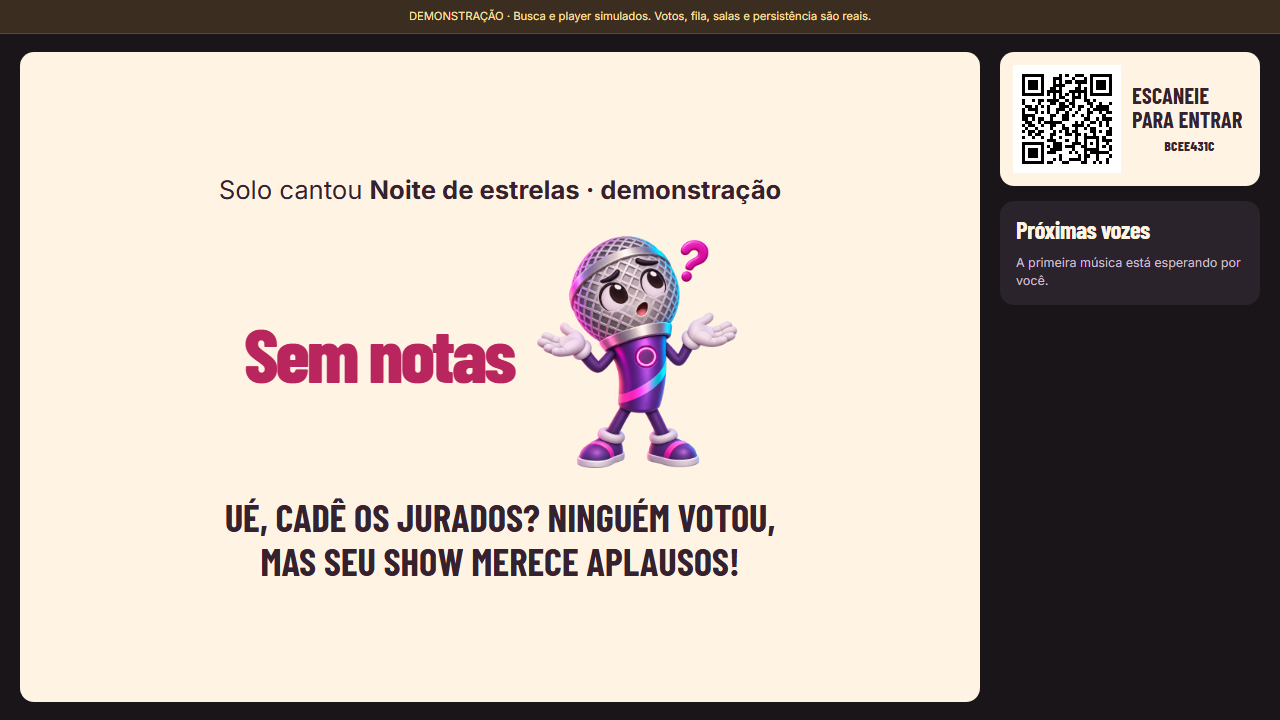 DEMONSTRAÇÃO · Busca e player simulados. Votos, fila, salas e persistência são reais.
Solo cantou Noite de estrelas · demonstração
?
Sem notas
UÉ, CADÊ OS JURADOS? NINGUÉM VOTOU,
MAS SEU SHOW MERECE APLAUSOS!
ESCANEIE
PARA ENTRAR
BCEE431C
Próximas vozes
A primeira música está esperando por
você.